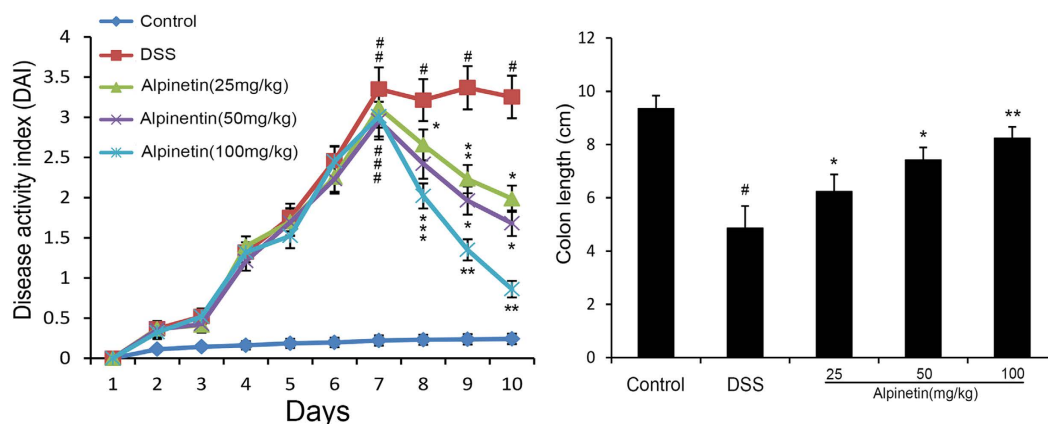 Control
DSS
Alpinetin(25mg/kg)
Alpinentin(50mg/kg)
Alpinetin(100mg/kg)
Disease activity index (DAI)
4
3.5
3
2.5
2
1.5
1
0.5
0
1 2 3 4 5 6 7 8 9 10
Days
#
#
# # #
#
#
#
*
*
*
*
*
*
*
*
*
*
**
**
Colon length (cm)
12
10
8
6
4
2
0
# * * **
Control DSS 25 50 100
Alpinetin(mg/kg)